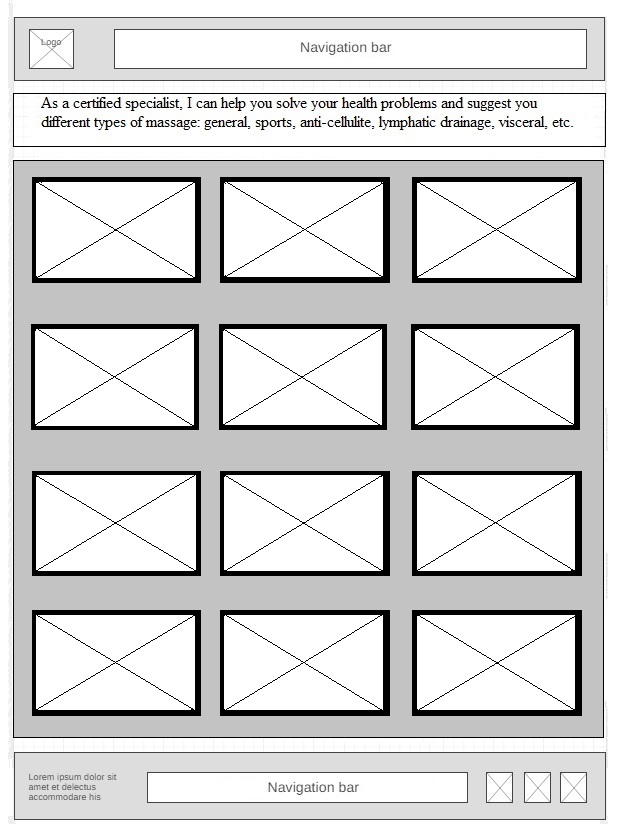 Logo
Navigation bar
As a certified specialist, I can help you solve your health problems and suggest you
different types of massage: general, sports, anti-cellulite, lymphatic drainage, visceral, etc.
Lorem ipsum dolor sit
amet et delectus
accommodare his
Navigation bar